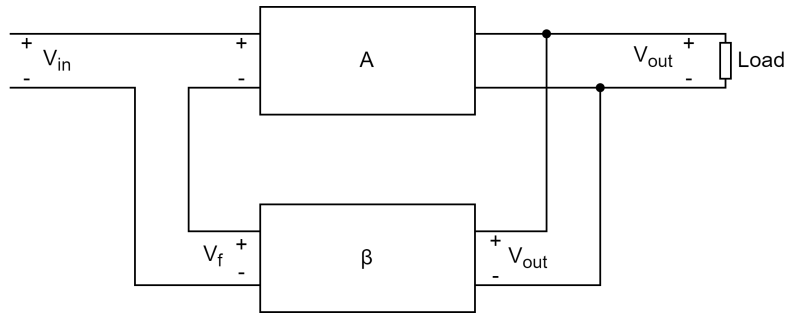 + V_in -
+ -
A
V_out + -
Load
V_f + -
β
+ - V_out